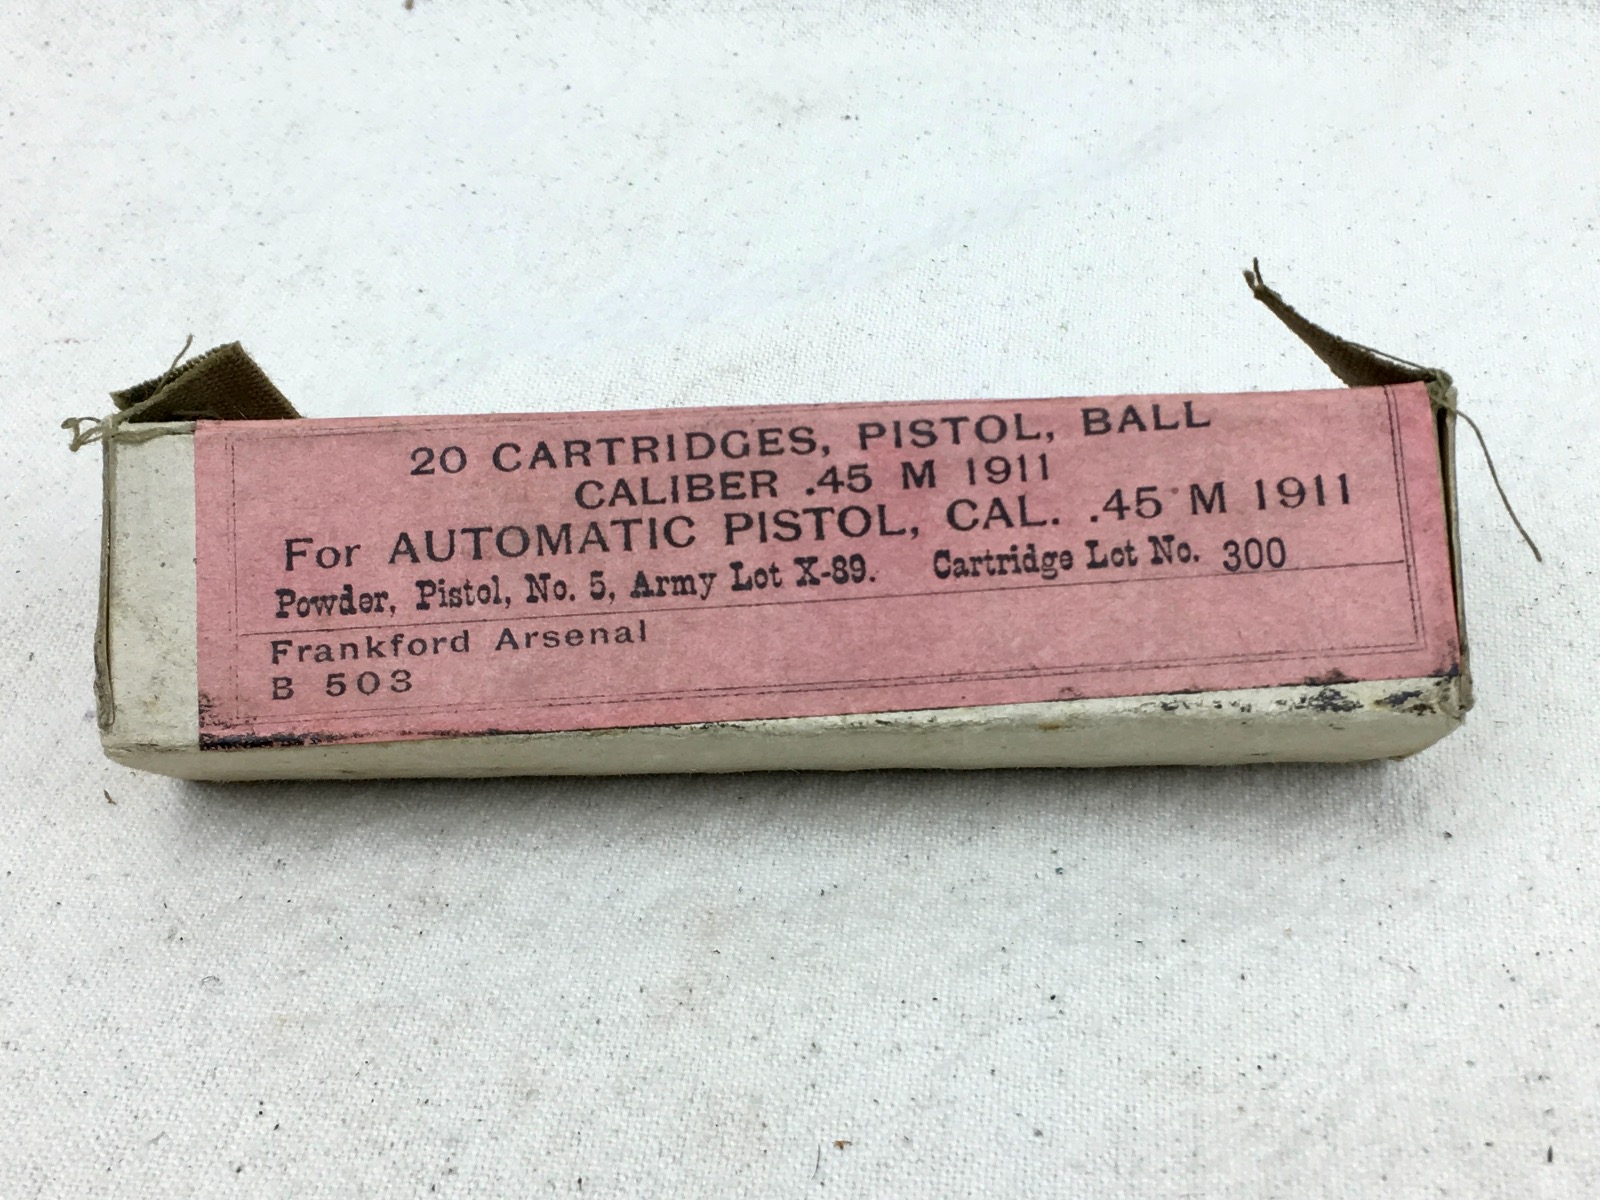 20 CARTRIDGES, PISTOL, BALL
CALIBER .45 M 1911
For AUTOMATIC PISTOL, CAL. .45 M 1911
Powder, Pistol, No. 5, Army Lot X-89. Cartridge Lot No. 300
Frankford Arsenal
B 503